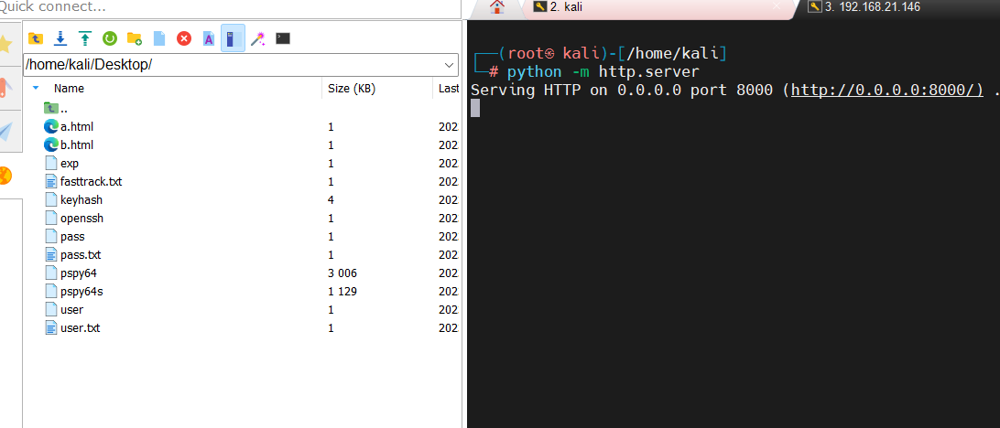 Quick connect...
/home/kali/Desktop/
Name Size (KB) Last
..
a.html 1 202
b.html 1 202
exp 1 202
fasttrack.txt 1 202
keyhash 4 202
openssh 1 202
pass 1 202
pass.txt 1 202
pspy64 3 006 202
pspy64s 1 129 202
user 1 202
user.txt 1 202
2. kali
3. 192.168.21.146
┌──(root㉿ kali)-[/home/kali]
└─# python -m http.server
Serving HTTP on 0.0.0.0 port 8000 (http://0.0.0.0:8000/) .